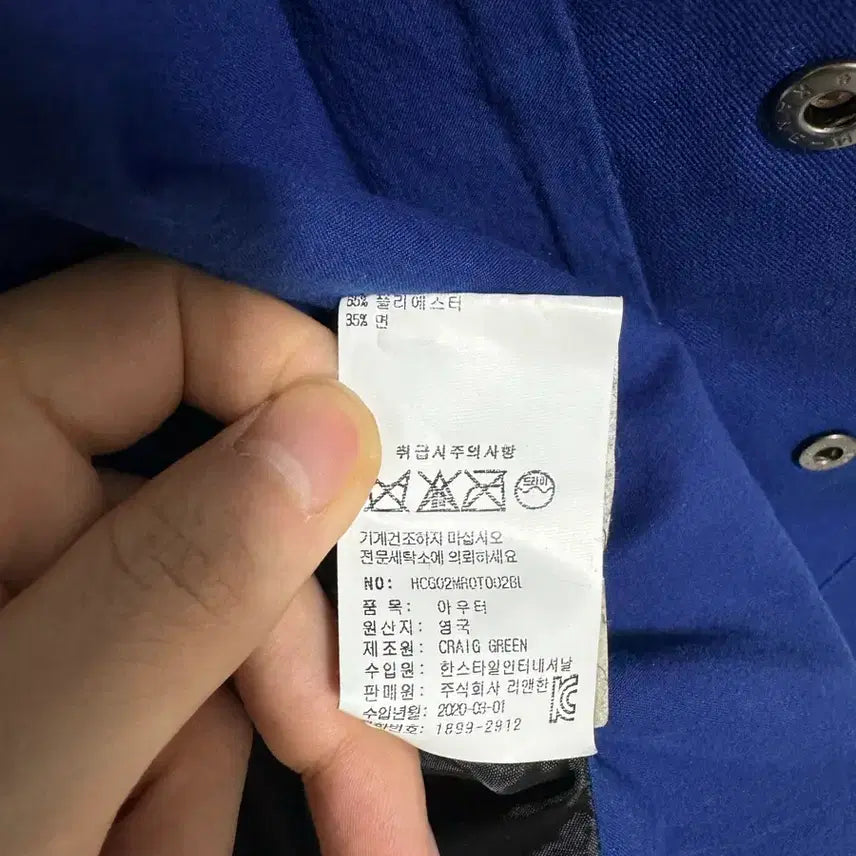 65% 폴리에스터
35% 면
취급시주의사항
드라이
기계건조하지 마십시오
전문세탁소에 의뢰하세요
NO: HCG02MROT002BL
품 목: 아우터
원산지: 영국
제조원: CRAIG GREEN
수입원: 한스타일인터내셔날
판매원: 주식회사 리앤한
수입년월: 2020-03-01
1899-2912